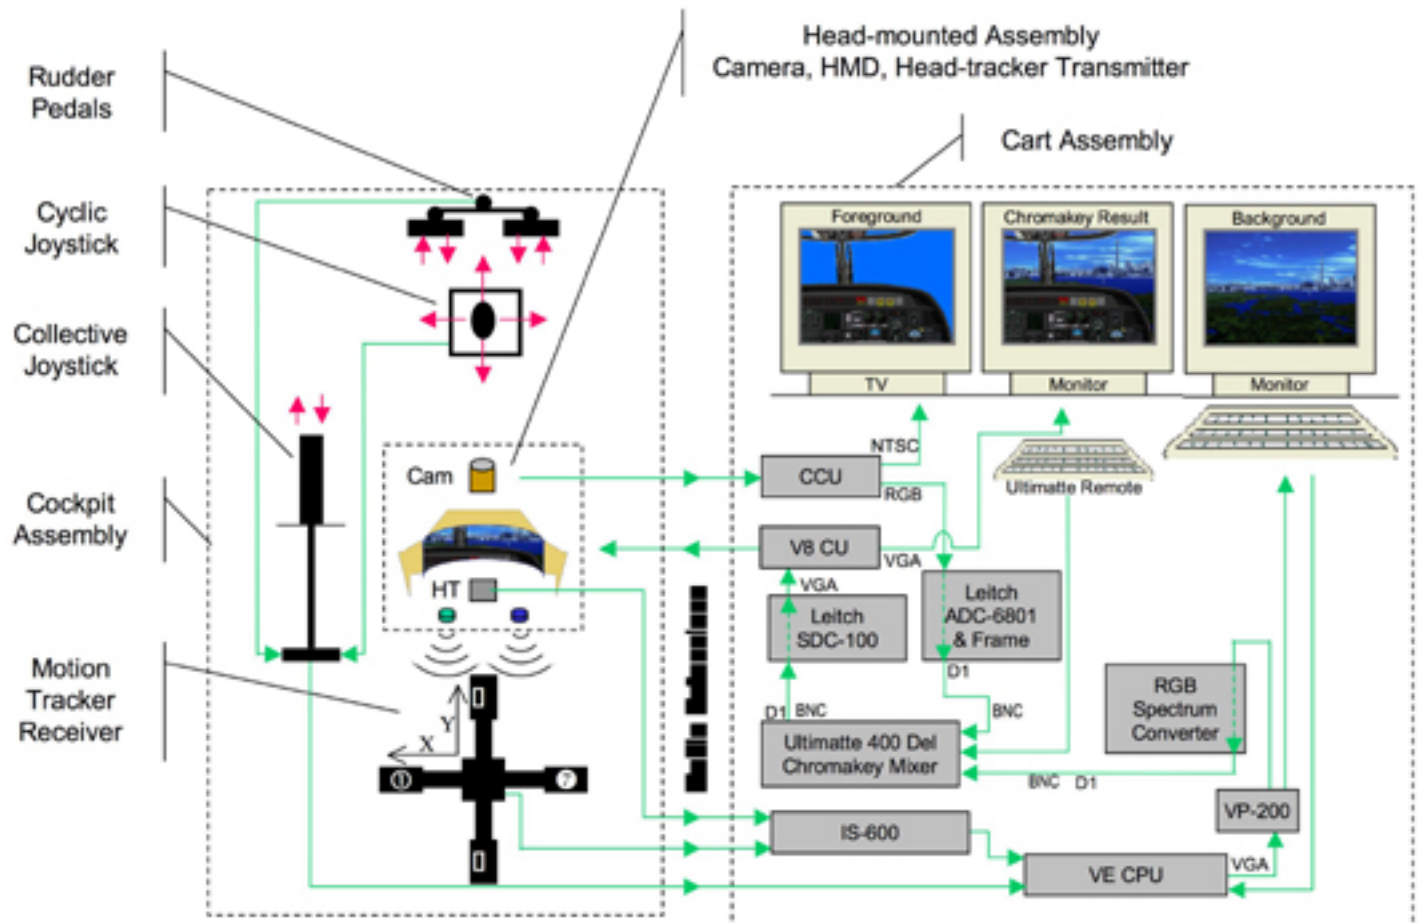 Head-mounted Assembly
Camera, HMD, Head-tracker Transmitter
Rudder
Pedals
Cart Assembly
Cyclic
Joystick
Foreground
Chromakey Result
Background
Collective
Joystick
TV
Monitor
Monitor
NTSC
Cam
CCU
RGB
Ultimatte Remote
Cockpit
Assembly
V8 CU
VGA
HT
VGA
Leitch
ADC-6801
& Frame
Leitch
SDC-100
D1
Motion
Tracker
Receiver
RGB
Spectrum
Converter
D1 BNC
BNC
Y
X
Ultimatte 400 Del
Chromakey Mixer
1
7
BNC D1
VP-200
IS-600
VGA
VE CPU